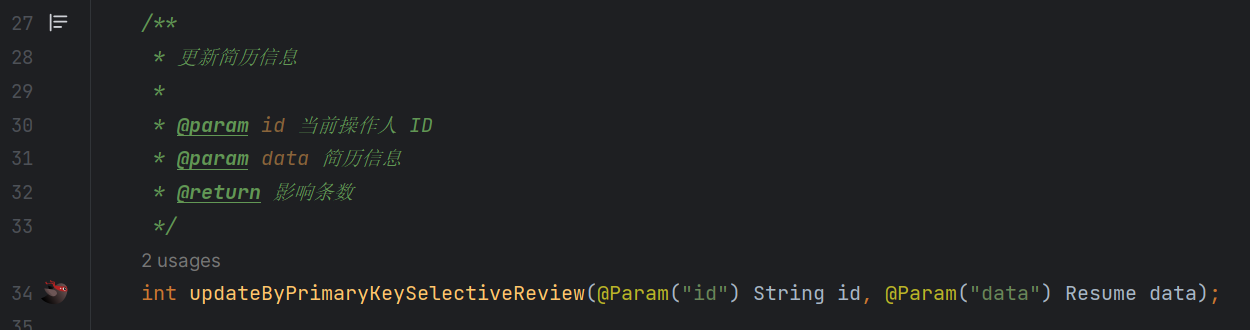 27 /**
28 * 更新简历信息
29 *
30 * @param id 当前操作人 ID
31 * @param data 简历信息
32 * @return 影响条数
33 */
2 usages
34 int updateByPrimaryKeySelectiveReview(@Param("id") String id, @Param("data") Resume data);
35